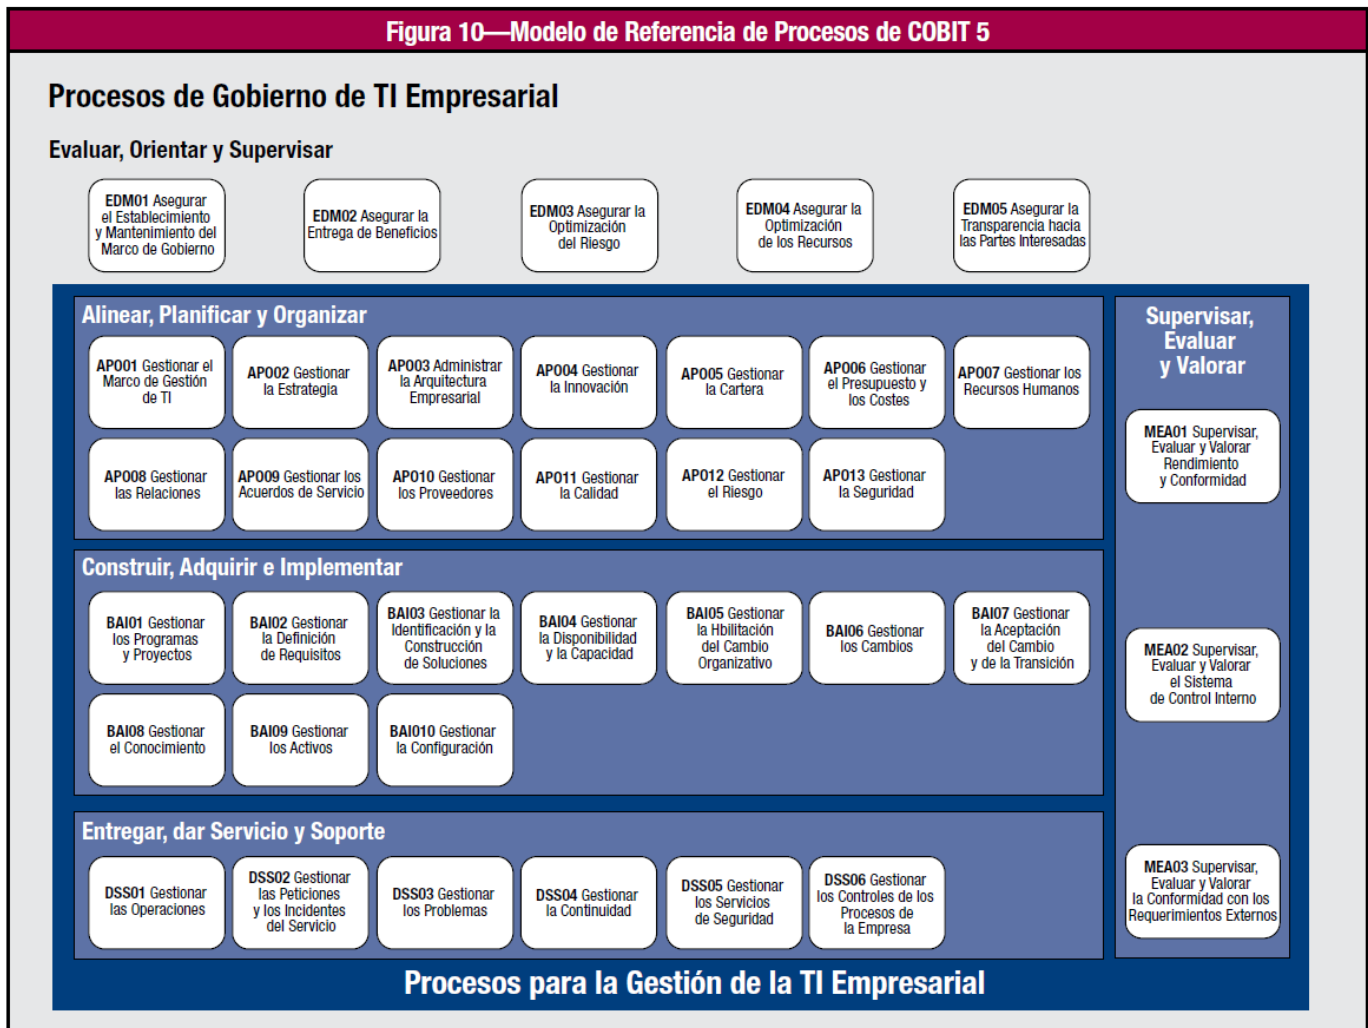 Figura 10—Modelo de Referencia de Procesos de COBIT 5
Procesos de Gobierno de TI Empresarial
Evaluar, Orientar y Supervisar
EDM01 Asegurar
el Establecimiento
y Mantenimiento del
Marco de Gobierno
EDM02 Asegurar la
Entrega de Beneficios
EDM03 Asegurar la
Optimización
del Riesgo
EDM04 Asegurar la
Optimización
de los Recursos
EDM05 Asegurar la
Transparencia hacia
las Partes Interesadas
Alinear, Planificar y Organizar
APO01 Gestionar el
Marco de Gestión
de TI
APO02 Gestionar
la Estrategia
APO03 Administrar
la Arquitectura
Empresarial
APO04 Gestionar
la Innovación
APO05 Gestionar
la Cartera
APO06 Gestionar
el Presupuesto y
los Costes
APO07 Gestionar los
Recursos Humanos
APO08 Gestionar
las Relaciones
APO09 Gestionar los
Acuerdos de Servicio
APO10 Gestionar
los Proveedores
APO11 Gestionar
la Calidad
APO12 Gestionar
el Riesgo
APO13 Gestionar
la Seguridad
Construir, Adquirir e Implementar
BAI01 Gestionar
los Programas
y Proyectos
BAI02 Gestionar
la Definición
de Requisitos
BAI03 Gestionar la
Identificación y la
Construcción
de Soluciones
BAI04 Gestionar
la Disponibilidad
y la Capacidad
BAI05 Gestionar
la Hbilitación
del Cambio
Organizativo
BAI06 Gestionar
los Cambios
BAI07 Gestionar
la Aceptación
del Cambio
y de la Transición
BAI08 Gestionar
el Conocimiento
BAI09 Gestionar
los Activos
BAI010 Gestionar
la Configuración
Entregar, dar Servicio y Soporte
DSS01 Gestionar
las Operaciones
DSS02 Gestionar
las Peticiones
y los Incidentes
del Servicio
DSS03 Gestionar
los Problemas
DSS04 Gestionar
la Continuidad
DSS05 Gestionar
los Servicios
de Seguridad
DSS06 Gestionar
los Controles de los
Procesos de
la Empresa
Supervisar,
Evaluar
y Valorar
MEA01 Supervisar,
Evaluar y Valorar
Rendimiento
y Conformidad
MEA02 Supervisar,
Evaluar y Valorar
el Sistema
de Control Interno
MEA03 Supervisar,
Evaluar y Valorar
la Conformidad con los
Requerimientos Externos
Procesos para la Gestión de la TI Empresarial